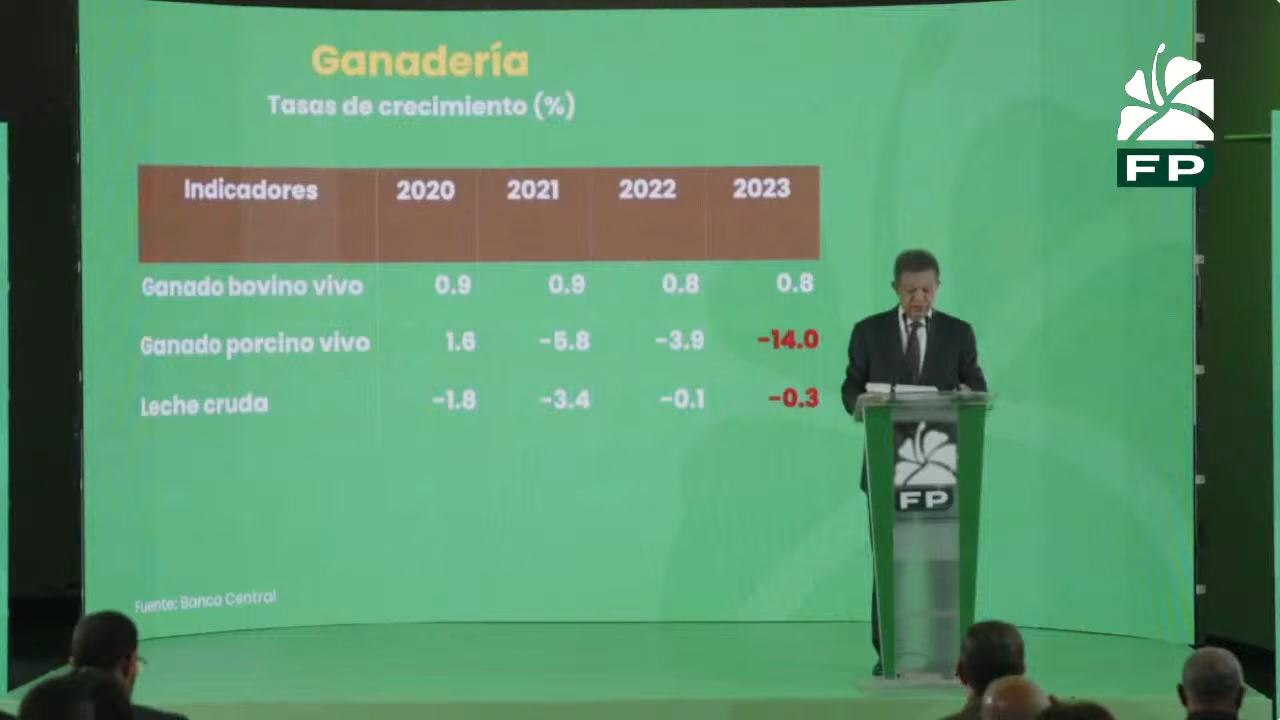 Ganadería
Tasas de crecimiento (%)
FP
Indicadores 2020 2021 2022 2023
Ganado bovino vivo 0.9 0.9 0.8 0.8
Ganado porcino vivo 1.6 -5.8 -3.9 -14.0
Leche cruda -1.8 -3.4 -0.1 -0.3
FP
Fuente: Banco Central